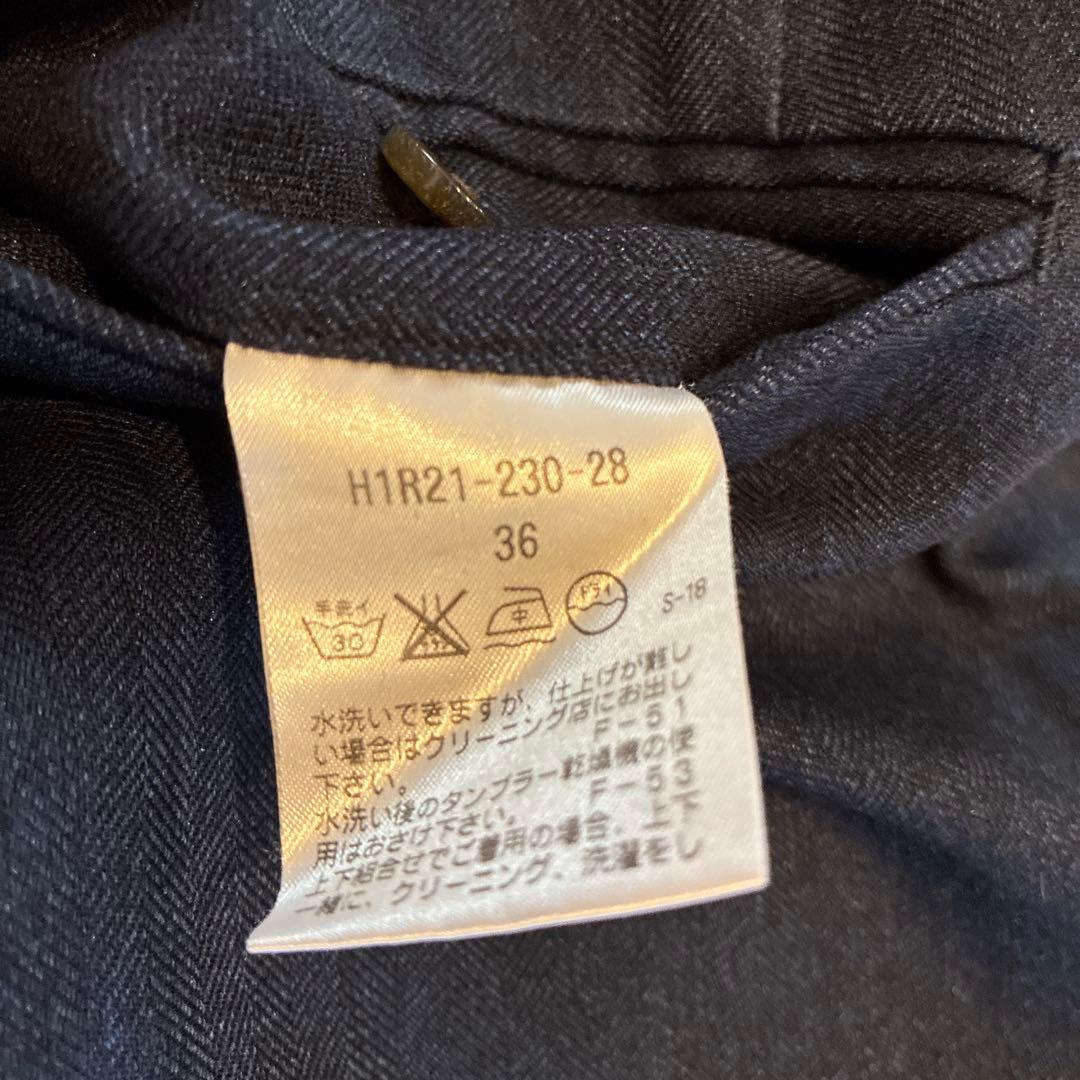 H1R21-230-28
36
手洗イ 30 中 ドライ S-18
水洗いできますが、仕上げが難し
い場合はクリーニング店にお出し
下さい。 F-51
水洗い後のタンブラー乾燥機の使
用はおさけ下さい。 F-53
上下組合せでご着用の場合、上下
一緒に、クリーニング、洗濯をし